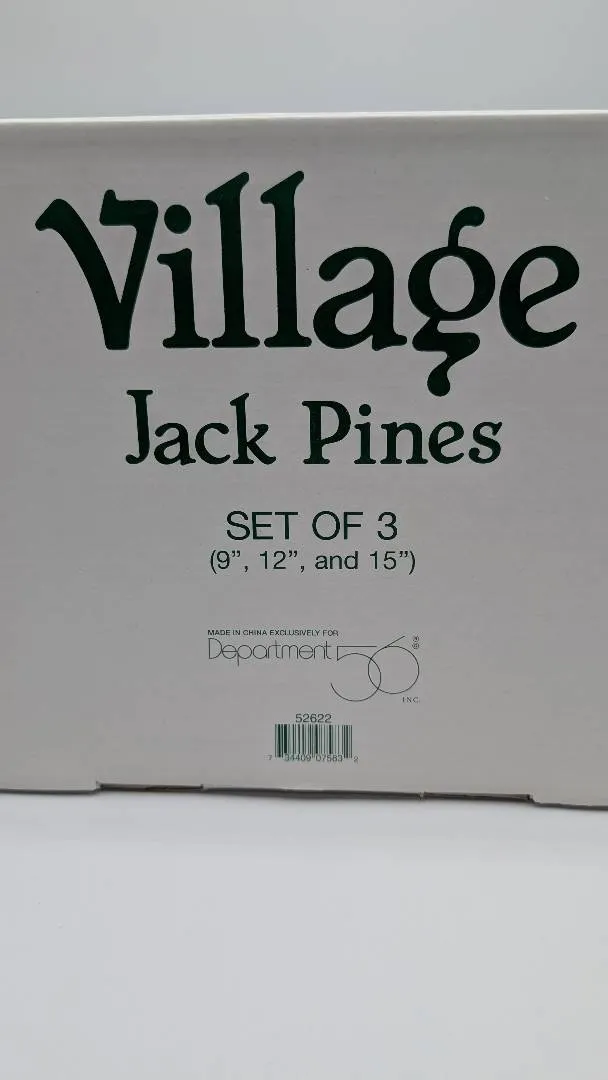 Village
Jack Pines
SET OF 3
(9”, 12”, and 15”)
MADE IN CHINA EXCLUSIVELY FOR
Department 56 ®
®
INC.
52622
7 34409 07563 2